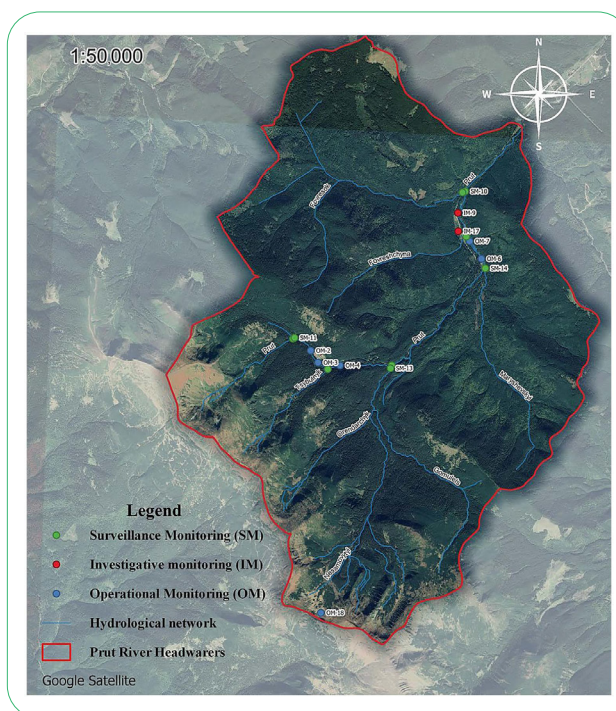 1:50,000
N
W E
S
Prut
SM-10
IM-9
IM-17
OM-7
OM-6
SM-14
Prut
SM-11
Prut
OM-2
OM-3
OM-4
SM-13
OM-18
Legend
Surveillance Monitoring (SM)
Investigative monitoring (IM)
Operational Monitoring (OM)
Hydrological network
Prut River Headwarers
Google Satellite